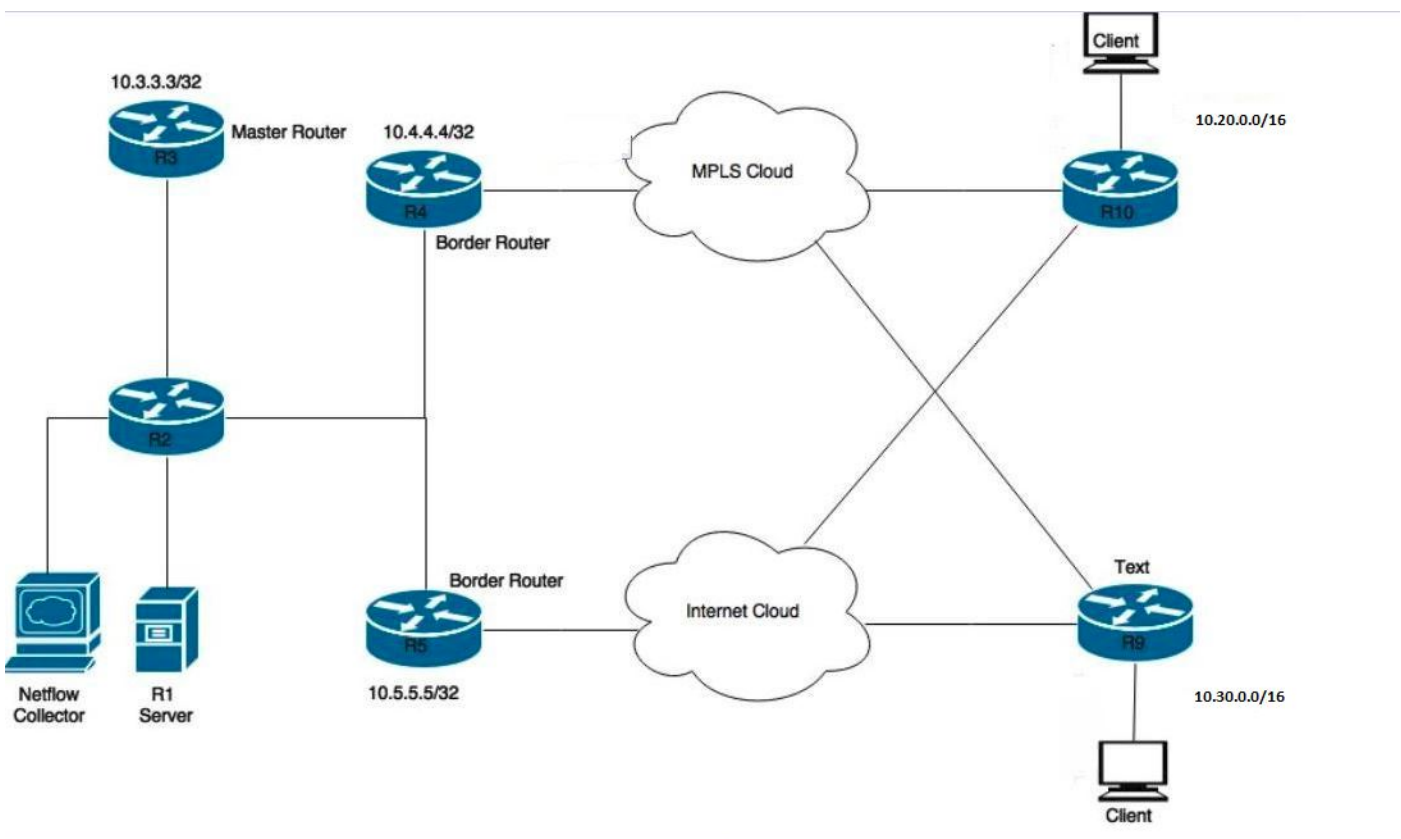 Client
10.3.3.3/32
10.20.0.0/16
Master Router
10.4.4.4/32
R3
MPLS Cloud
R4
R10
Border Router
R2
Text
Border Router
Internet Cloud
R5
R9
10.5.5.5/32
Netflow
Collector
R1
Server
10.30.0.0/16
Client